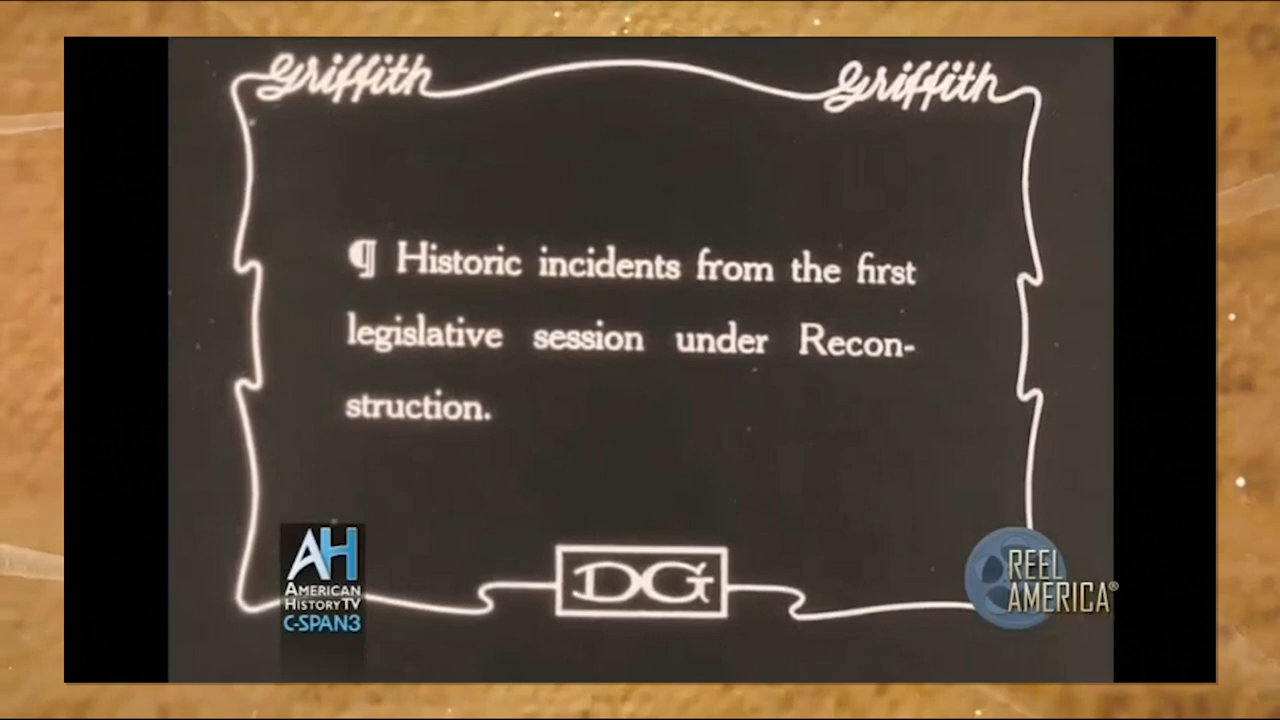 Griffith Griffith
¶ Historic incidents from the first
legislative session under Recon-
struction.
DG
AH
AMERICAN
HISTORY TV
C-SPAN3
REEL
AMERICA®